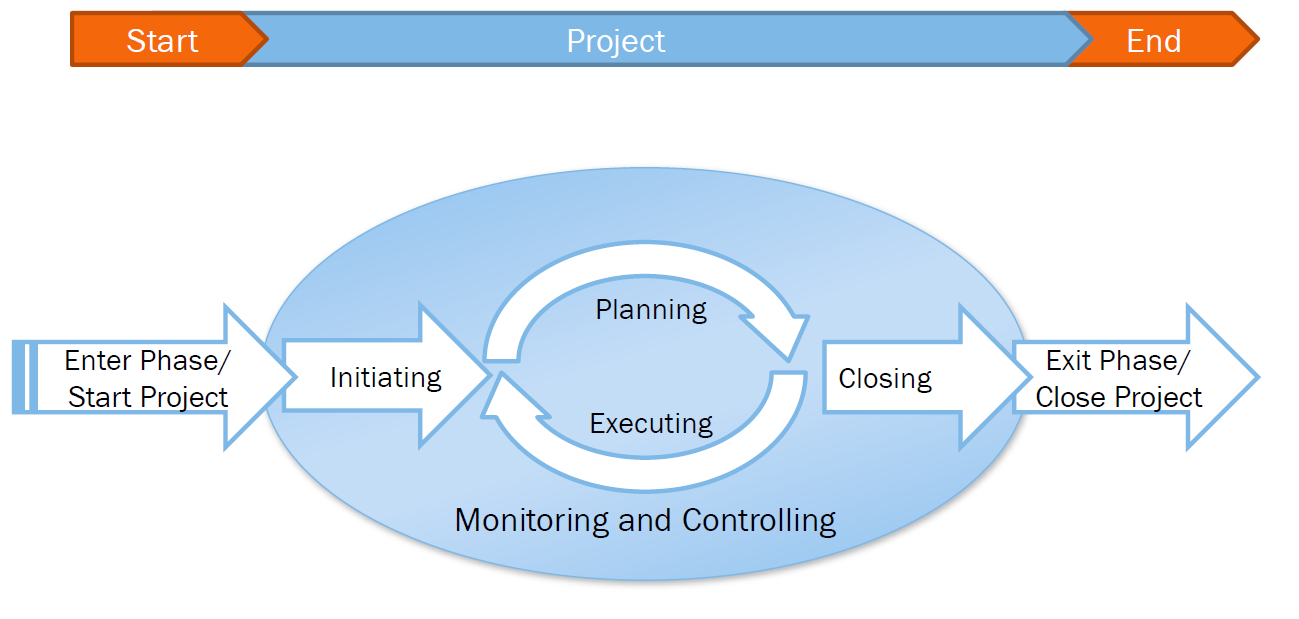 Start
Project
End
Enter Phase/
Start Project
Initiating
Planning
Executing
Closing
Exit Phase/
Close Project
Monitoring and Controlling